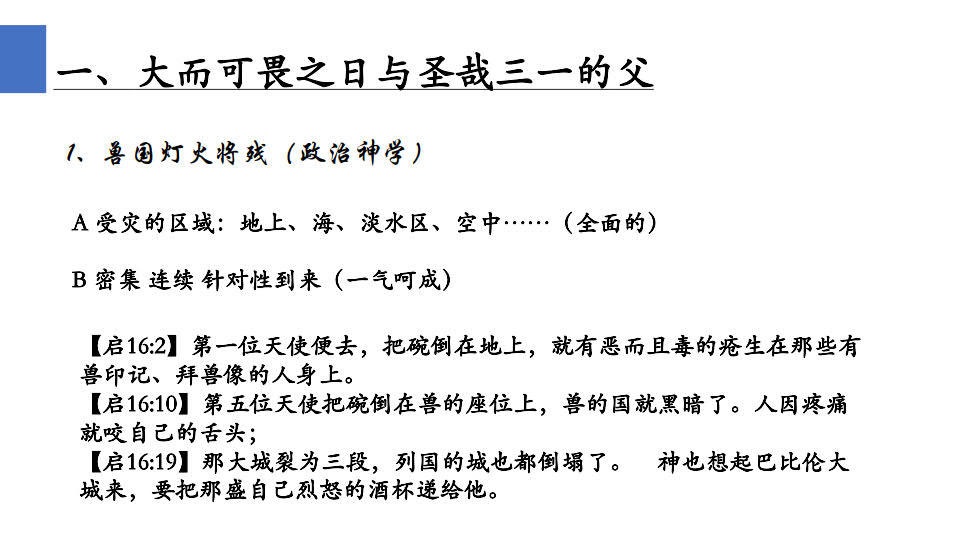 一、大而可畏之日与圣哉三一的父
1、兽国灯火将残（政治神学）
A 受灾的区域：地上、海、淡水区、空中……（全面的）
B 密集 连续 针对性到来（一气呵成）
【启16:2】第一位天使便去，把碗倒在地上，就有恶而且毒的疮生在那些有
兽印记、拜兽像的人身上。
【启16:10】第五位天使把碗倒在兽的座位上，兽的国就黑暗了。人因疼痛
就咬自己的舌头；
【启16:19】那大城裂为三段，列国的城也都倒塌了。　神也想起巴比伦大
城来，要把那盛自己烈怒的酒杯递给他。